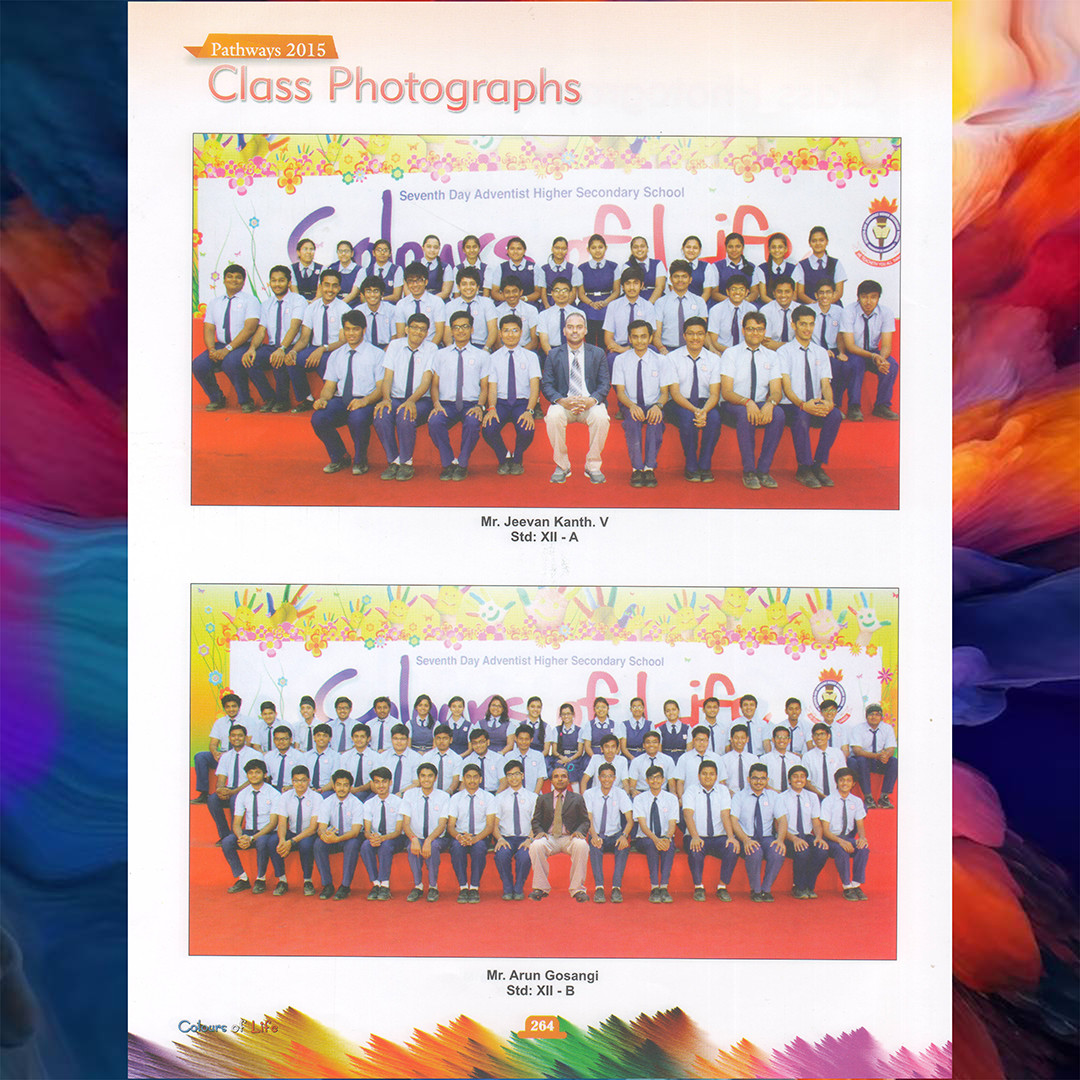 Pathways 2015
Class Photographs
Seventh Day Adventist Higher Secondary School
Colours of Life
Mr. Jeevan Kanth. V
Std: XII - A
Seventh Day Adventist Higher Secondary School
Colours of Life
Mr. Arun Gosangi
Std: XII - B
Colours of Life
264